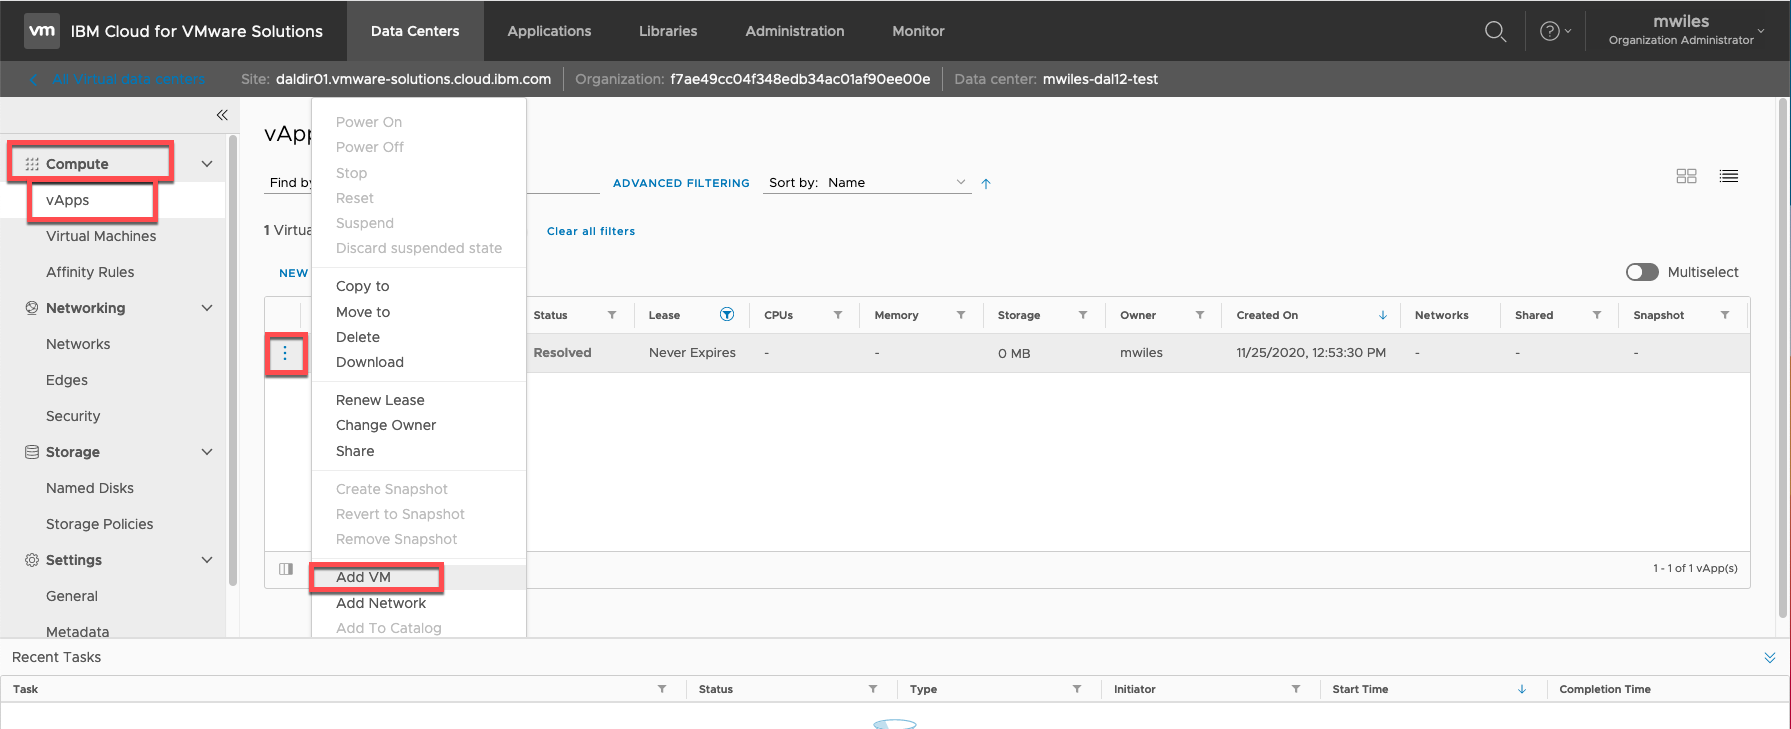 vm IBM Cloud for VMware Solutions Data Centers Applications Libraries Administration Monitor ? mwiles
Organization Administrator
All Virtual data centers Site: daldir01.vmware-solutions.cloud.ibm.com Organization: f7ae49cc04f348edb34ac01af90ee00e Data center: mwiles-dal12-test
Compute
vApps
Virtual Machines
Affinity Rules
Networking
Networks
Edges
Security
Storage
Named Disks
Storage Policies
Settings
General
Metadata
vApp
Find by ADVANCED FILTERING Sort by: Name
1 Virtua Clear all filters
NEW Multiselect
Status Lease CPUs Memory Storage Owner Created On Networks Shared Snapshot
Resolved Never Expires - - 0 MB mwiles 11/25/2020, 12:53:30 PM - - -
1 - 1 of 1 vApp(s)
Power On
Power Off
Stop
Reset
Suspend
Discard suspended state
Copy to
Move to
Delete
Download
Renew Lease
Change Owner
Share
Create Snapshot
Revert to Snapshot
Remove Snapshot
Add VM
Add Network
Add To Catalog
Recent Tasks
Task Status Type Initiator Start Time Completion Time